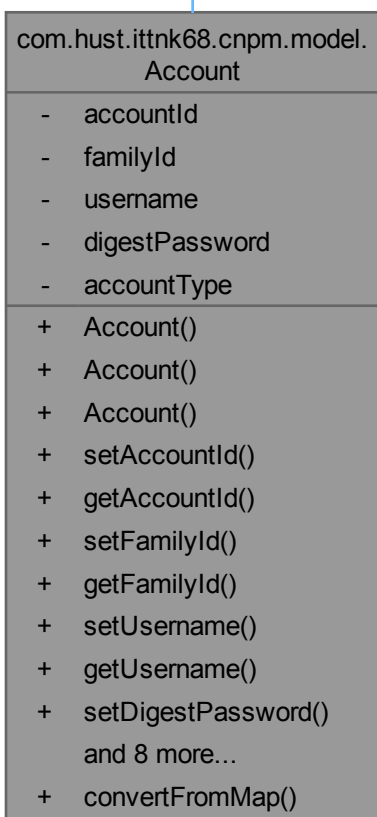 com.hust.ittnk68.cnpm.model.
Account
- accountId
- familyId
- username
- digestPassword
- accountType
+ Account()
+ Account()
+ Account()
+ setAccountId()
+ getAccountId()
+ setFamilyId()
+ getFamilyId()
+ setUsername()
+ getUsername()
+ setDigestPassword()
and 8 more...
+ convertFromMap()